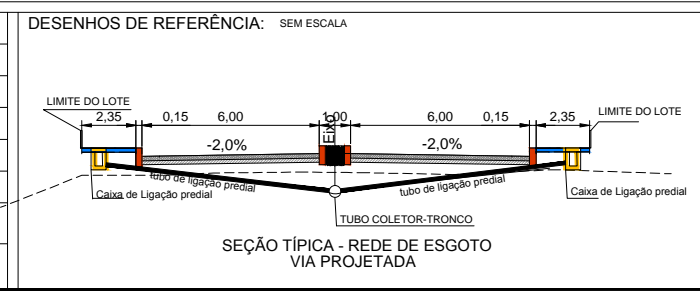 DESENHOS DE REFERÊNCIA: SEM ESCALA
LIMITE DO LOTE
LIMITE DO LOTE
2,35 0,15 6,00 1,00 6,00 0,15 2,35
Eixo
-2,0% -2,0%
tubo de ligação predial
tubo de ligação predial
Caixa de Ligação predial
Caixa de Ligação predial
TUBO COLETOR-TRONCO
SEÇÃO TÍPICA - REDE DE ESGOTO
VIA PROJETADA